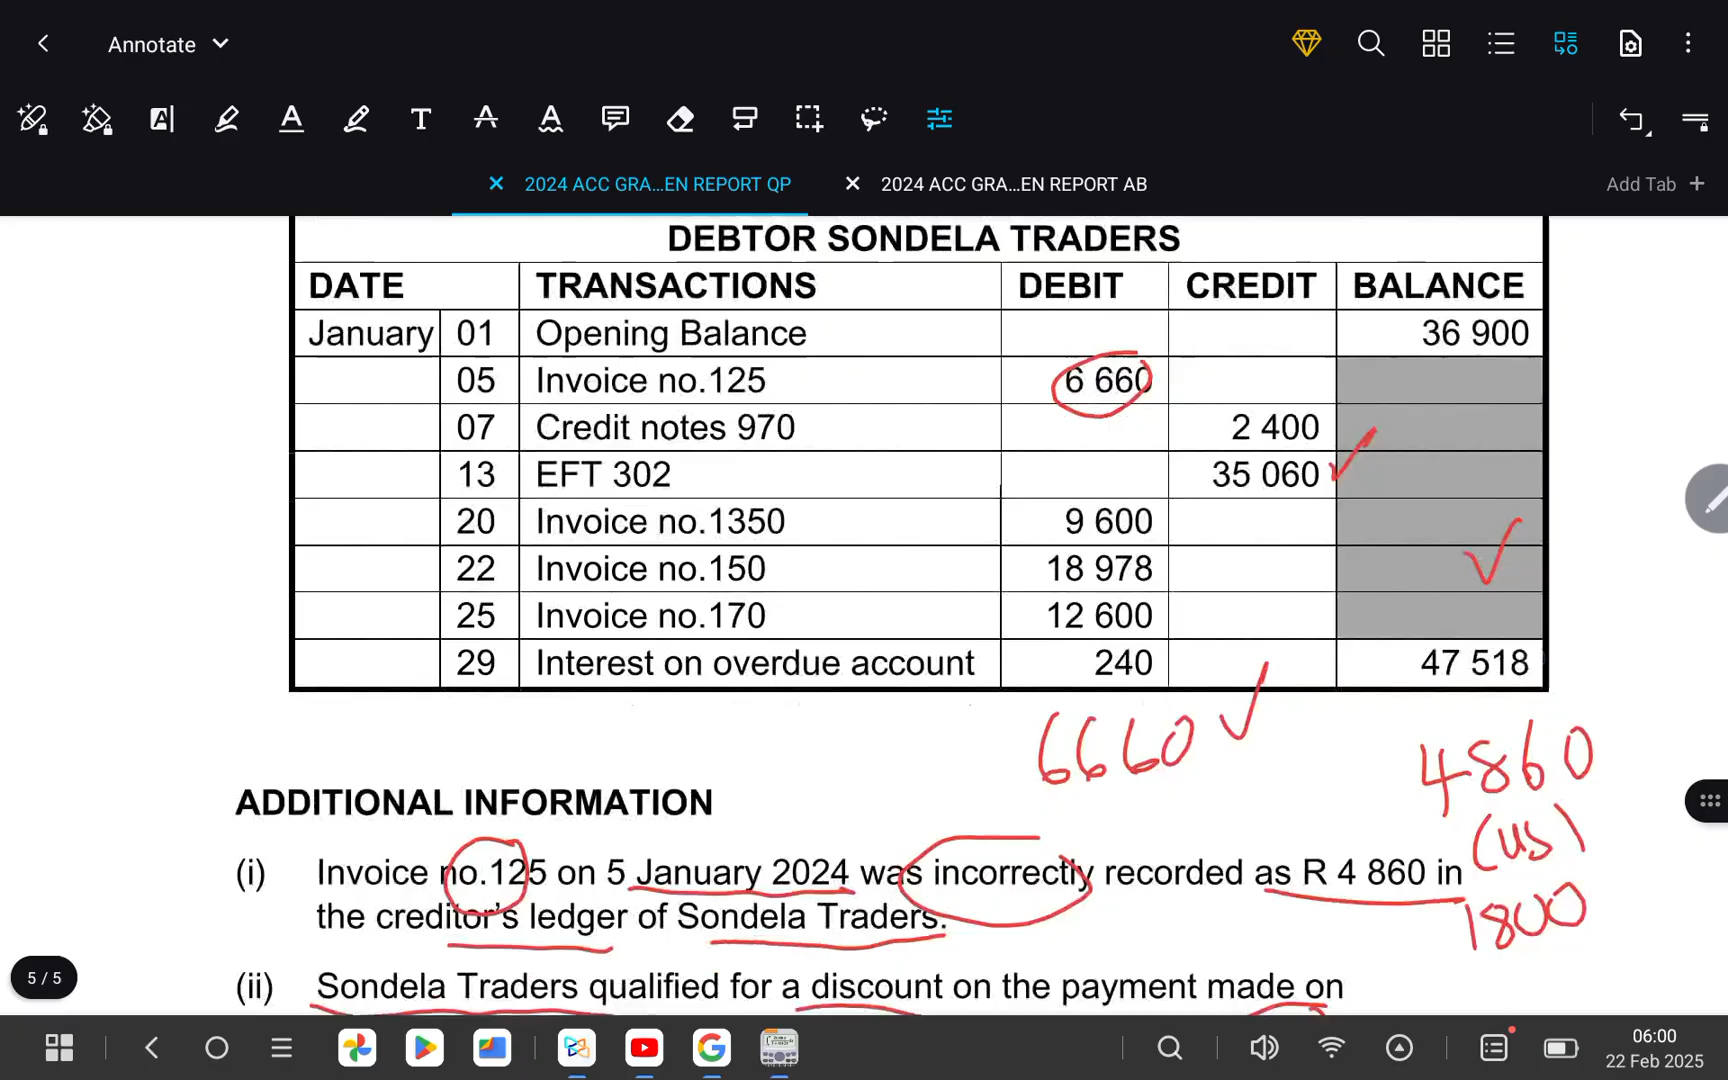 Annotate
2024 ACC GRA...EN REPORT QP
2024 ACC GRA...EN REPORT AB
Add Tab +
DEBTOR SONDELA TRADERS
DATE TRANSACTIONS DEBIT CREDIT BALANCE
January 01 Opening Balance 36 900
05 Invoice no.125 6 660
07 Credit notes 970 2 400
13 EFT 302 35 060
20 Invoice no.1350 9 600
22 Invoice no.150 18 978
25 Invoice no.170 12 600
29 Interest on overdue account 240 47 518
6660
4860
(us)
1800
ADDITIONAL INFORMATION
(i) Invoice no.125 on 5 January 2024 was incorrectly recorded as R 4 860 in
the creditor's ledger of Sondela Traders.
(ii) Sondela Traders qualified for a discount on the payment made on
5 / 5
06:00
22 Feb 2025